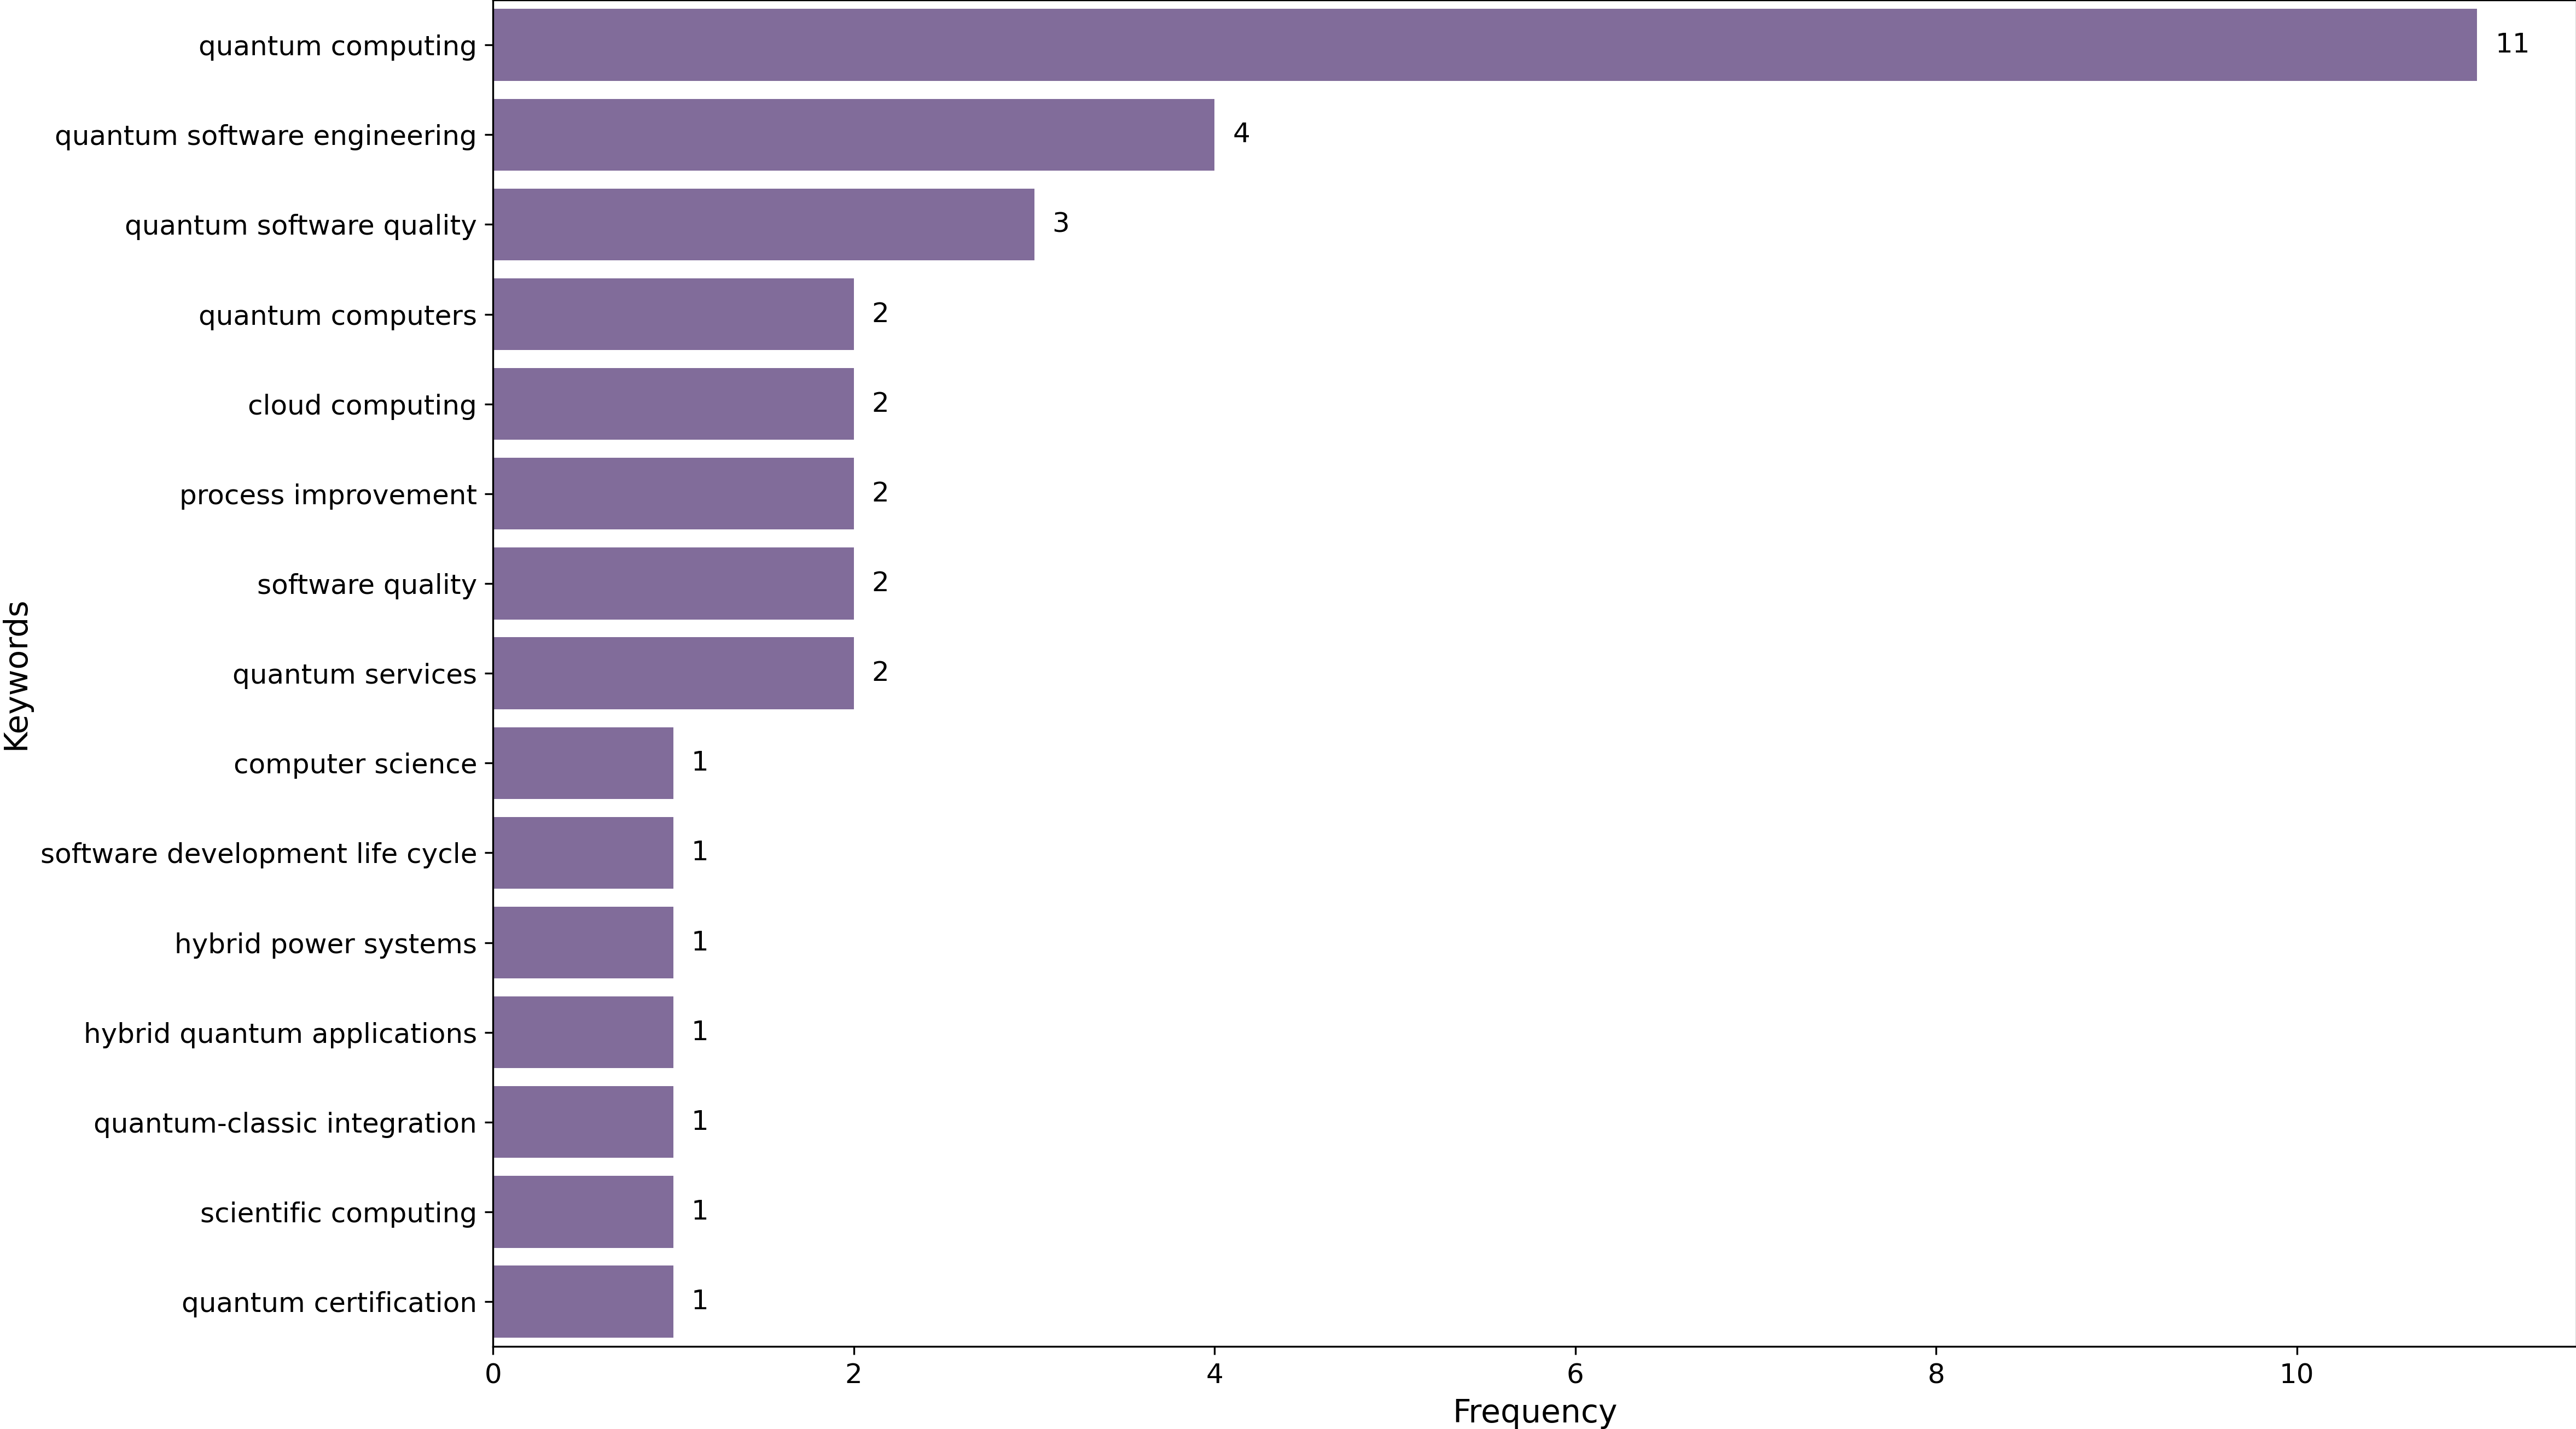 quantum computing 11
quantum software engineering 4
quantum software quality 3
quantum computers 2
cloud computing 2
process improvement 2
software quality 2
quantum services 2
computer science 1
software development life cycle 1
hybrid power systems 1
hybrid quantum applications 1
quantum-classic integration 1
scientific computing 1
quantum certification 1
Keywords
0 2 4 6 8 10
Frequency